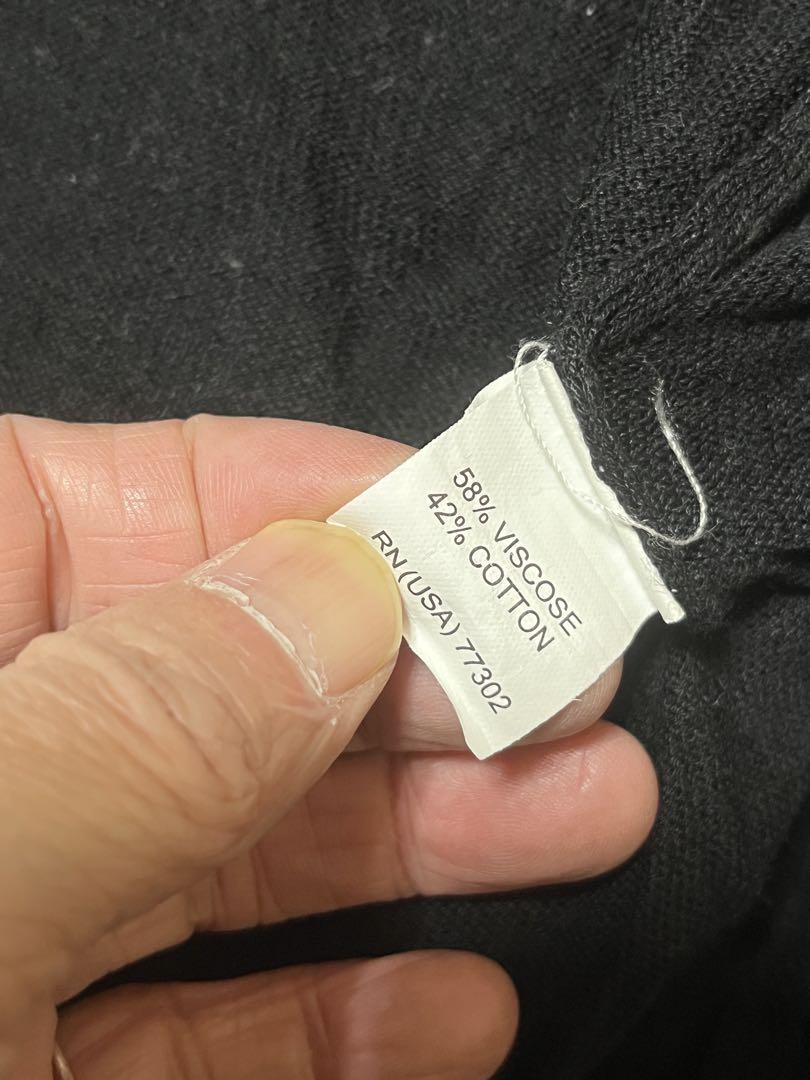 58% VISCOSE
42% COTTON
RN(USA) 77302